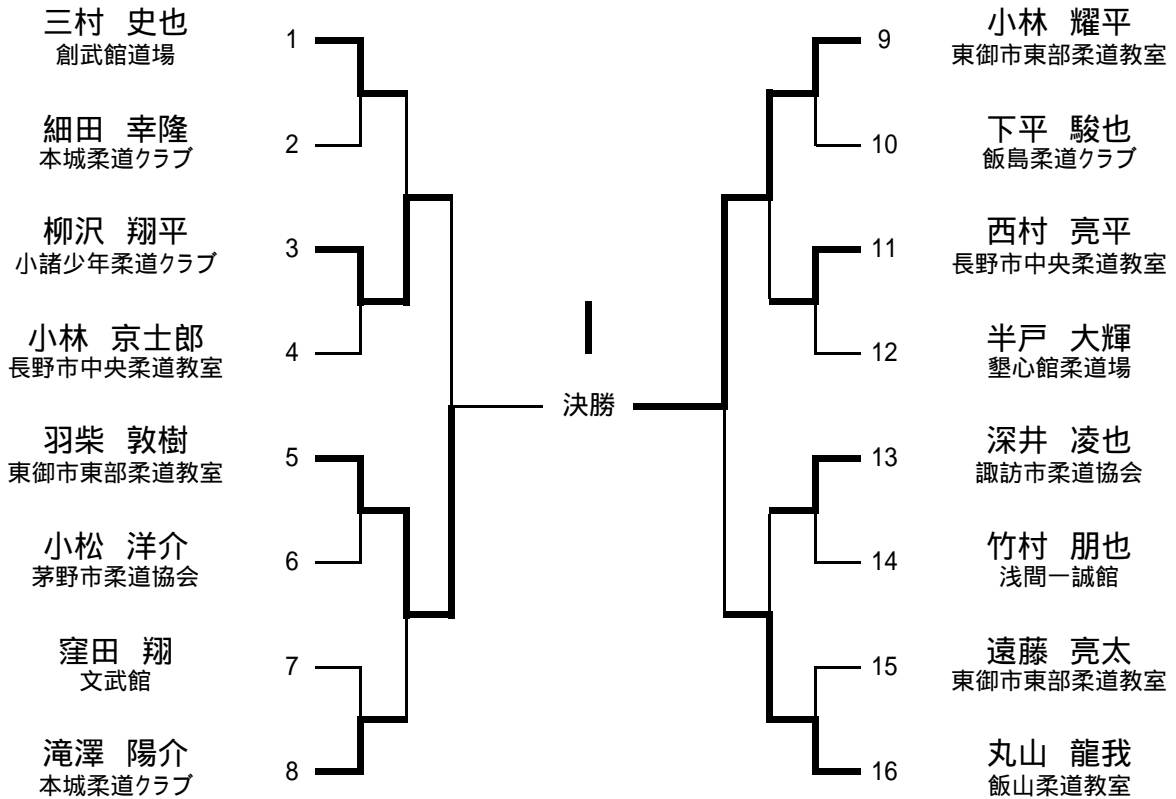 三村 史也
創武館道場
1
細田 幸隆
本城柔道クラブ
2
柳沢 翔平
小諸少年柔道クラブ
3
小林 京士郎
長野市中央柔道教室
4
羽柴 敦樹
東御市東部柔道教室
5
小松 洋介
茅野市柔道協会
6
窪田 翔
文武館
7
滝澤 陽介
本城柔道クラブ
8
決勝
9
小林 耀平
東御市東部柔道教室
10
下平 駿也
飯島柔道クラブ
11
西村 亮平
長野市中央柔道教室
12
半戸 大輝
墾心館柔道場
13
深井 凌也
諏訪市柔道協会
14
竹村 朋也
浅間一誠館
15
遠藤 亮太
東御市東部柔道教室
16
丸山 龍我
飯山柔道教室